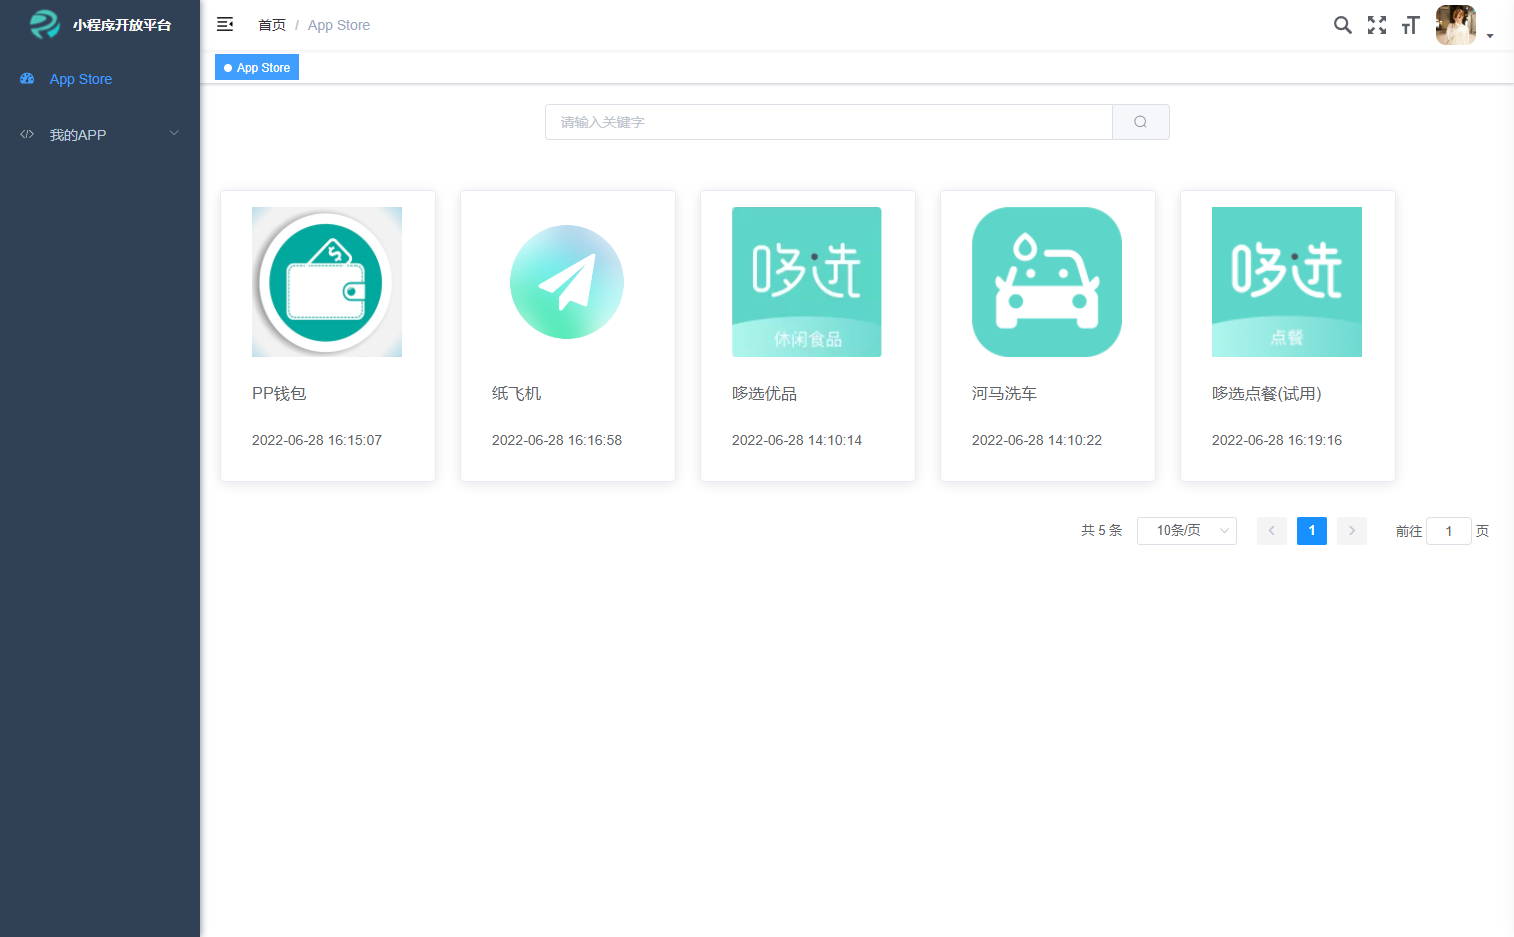 小程序开放平台
首页 / App Store
App Store
我的APP
App Store
请输入关键字
哆选
休闲食品
哆选
点餐
PP钱包
纸飞机
哆选优品
河马洗车
哆选点餐(试用)
2022-06-28 16:15:07
2022-06-28 16:16:58
2022-06-28 14:10:14
2022-06-28 14:10:22
2022-06-28 16:19:16
共 5 条
10条/页
1
前往 1 页